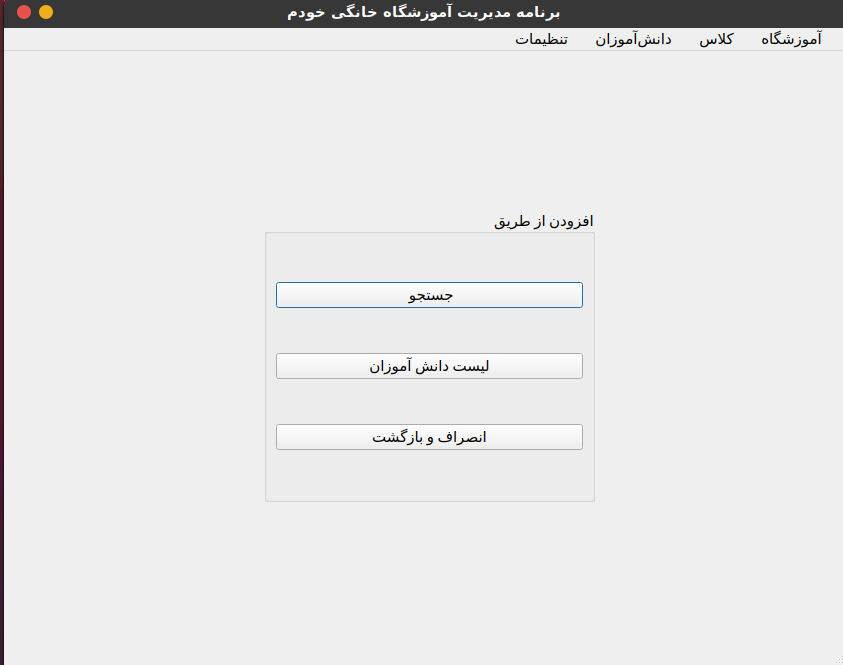 برنامه مدیریت آموزشگاه خانگی خودم
آموزشگاه کلاس دانش‌آموزان تنظیمات
افزودن از طریق
جستجو
لیست دانش آموزان
انصراف و بازگشت